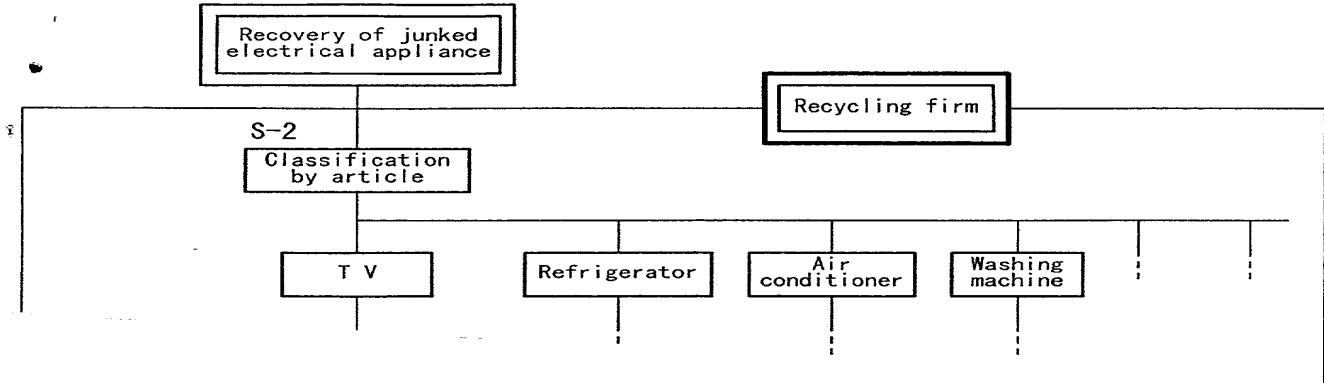 Recovery of junked
electrical appliance
Recycling firm
S-2
Classification
by article
T V
Refrigerator
Air
conditioner
Washing
machine